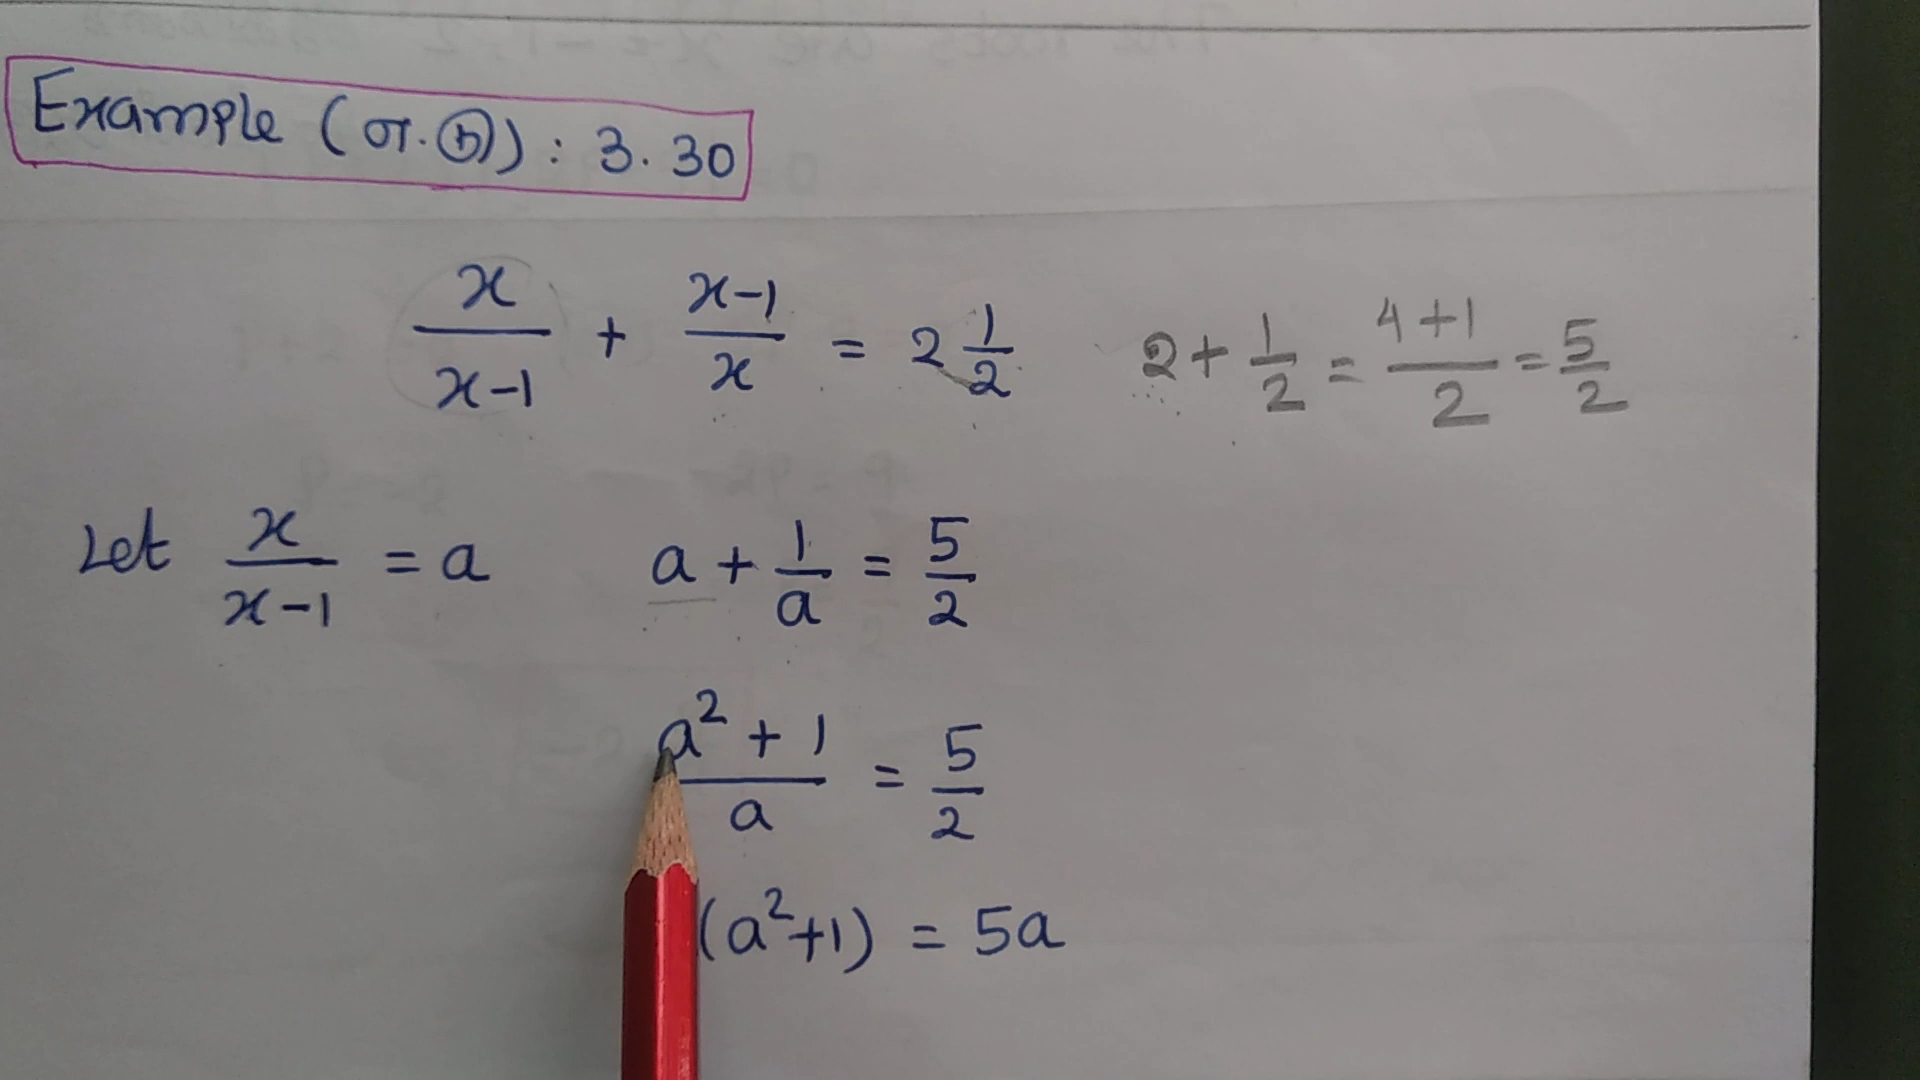 Example (எ.கா) : 3.30
x/(x-1) + (x-1)/x = 2 1/2   2 + 1/2 = (4+1)/2 = 5/2
Let x/(x-1) = a   a + 1/a = 5/2
(a² + 1)/a = 5/2
(a²+1) = 5a